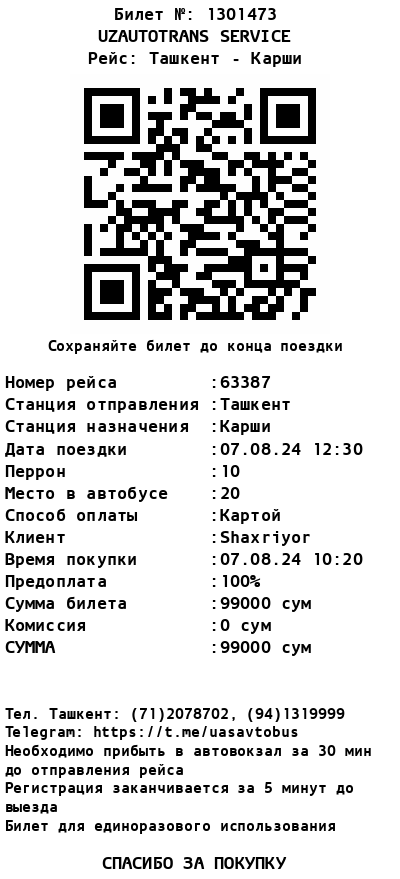 Билет №: 1301473
UZAUTOTRANS SERVICE
Рейс: Ташкент - Карши
Сохраняйте билет до конца поездки
Номер рейса :63387
Станция отправления :Ташкент
Станция назначения :Карши
Дата поездки :07.08.24 12:30
Перрон :10
Место в автобусе :20
Способ оплаты :Картой
Клиент :Shaxriyor
Время покупки :07.08.24 10:20
Предоплата :100%
Сумма билета :99000 сум
Комиссия :0 сум
СУММА :99000 сум
Тел. Ташкент: (71)2078702, (94)1319999
Telegram: https://t.me/uasavtobus
Необходимо прибыть в автовокзал за 30 мин
до отправления рейса
Регистрация заканчивается за 5 минут до
выезда
Билет для единоразового использования
СПАСИБО ЗА ПОКУПКУ